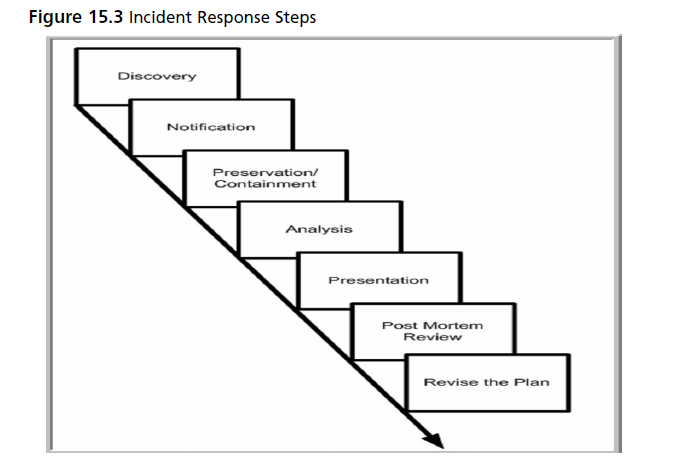 Figure 15.3 Incident Response Steps
Discovery
Notification
Preservation/
Containment
Analysis
Presentation
Post Mortem
Review
Revise the Plan